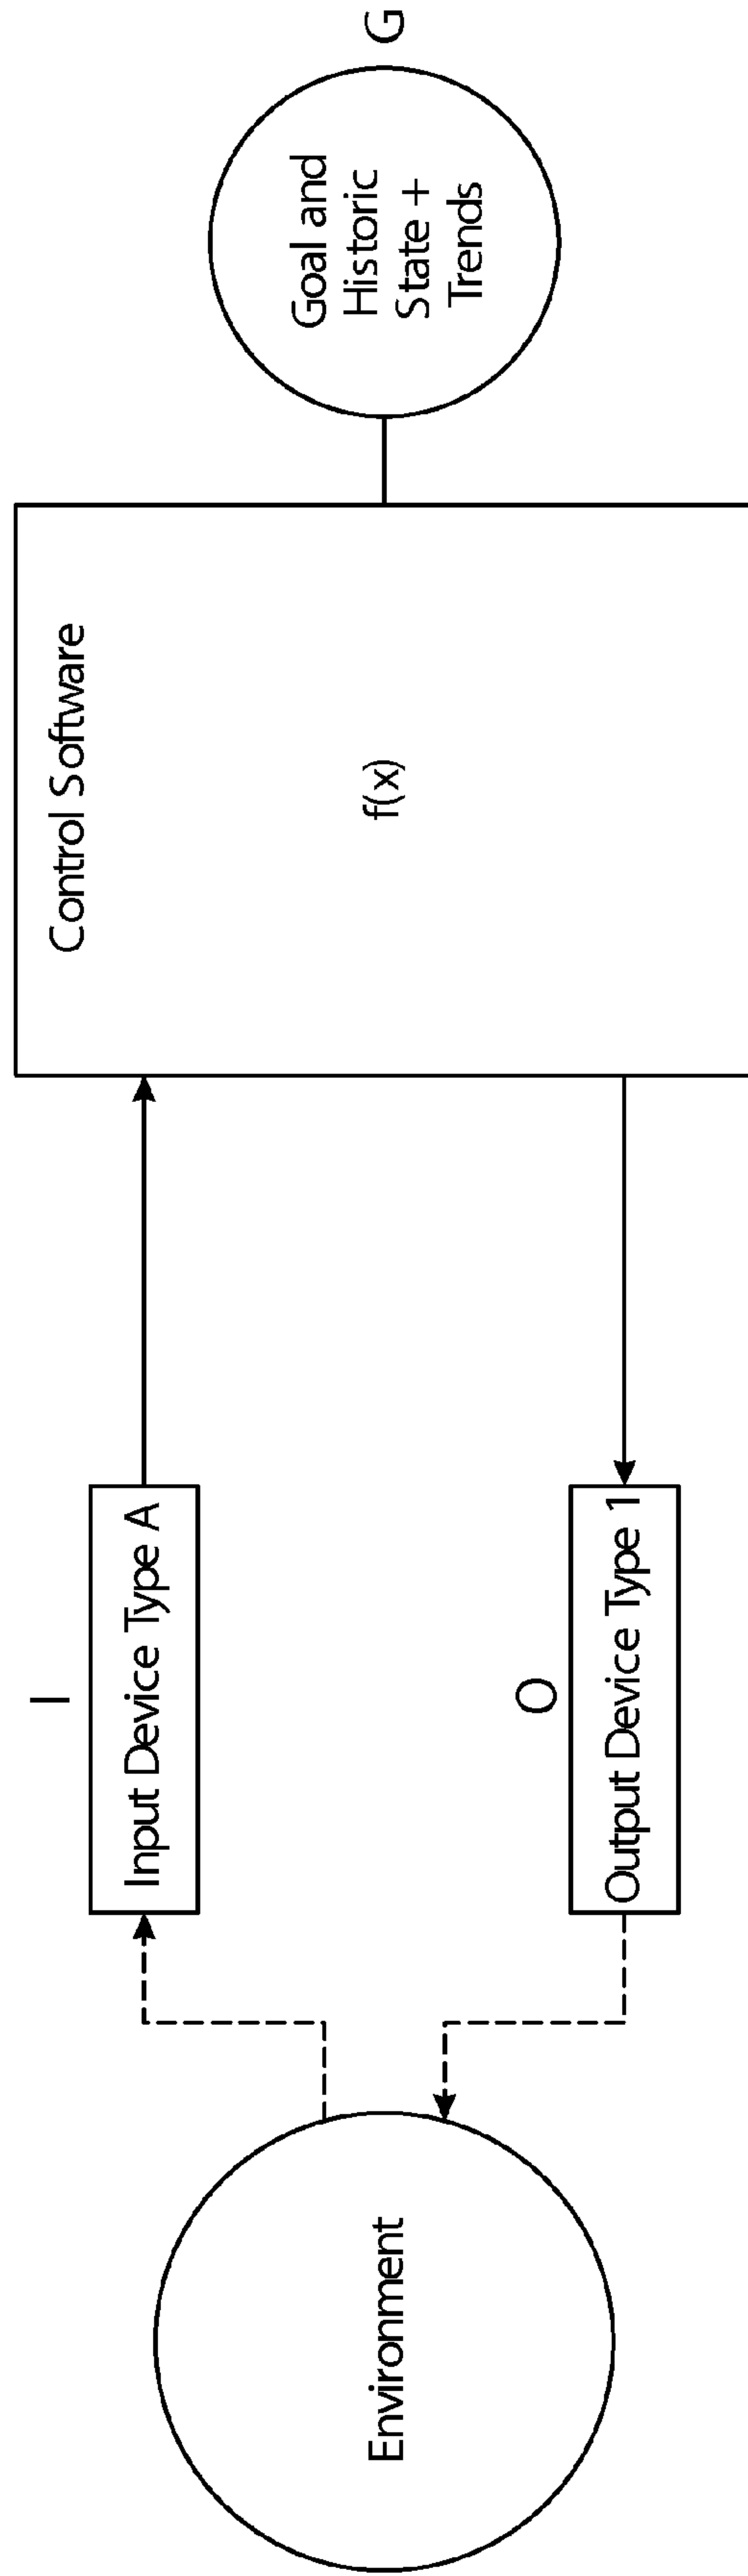 I
Input Device Type A
Environment
O
Output Device Type 1
Control Software
f(x)
Goal and
Historic
State +
Trends
G